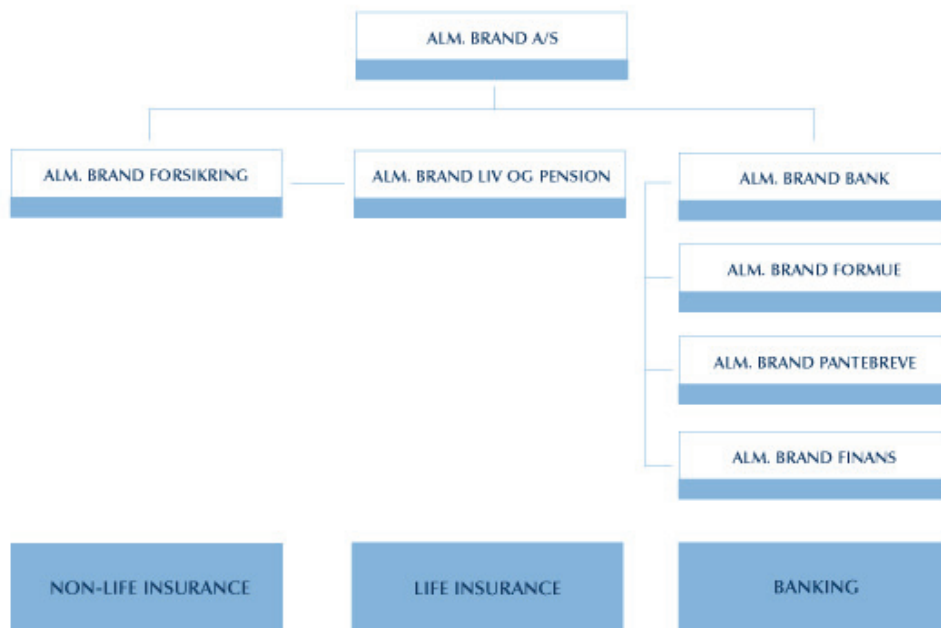 ALM. BRAND A/S
ALM. BRAND FORSIKRING
ALM. BRAND LIV OG PENSION
ALM. BRAND BANK
ALM. BRAND FORMUE
ALM. BRAND PANTEBREVE
ALM. BRAND FINANS
NON-LIFE INSURANCE
LIFE INSURANCE
BANKING